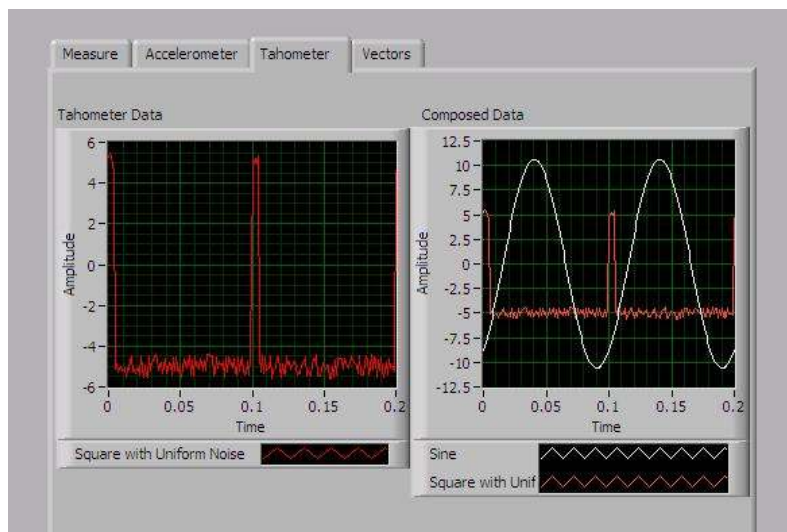 Measure Accelerometer Tahometer Vectors
Tahometer Data
6
4
2
0
-2
-4
-6
Amplitude
0 0.05 0.1 0.15 0.2
Time
Square with Uniform Noise
Composed Data
12.5
10
7.5
5
2.5
0
-2.5
-5
-7.5
-10
-12.5
Amplitude
0 0.05 0.1 0.15 0.2
Time
Sine
Square with Unif